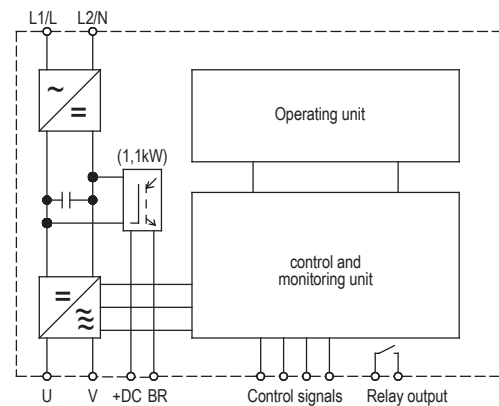 L1/L L2/N
Operating unit
(1,1kW)
control and
monitoring unit
U V +DC BR Control signals Relay output